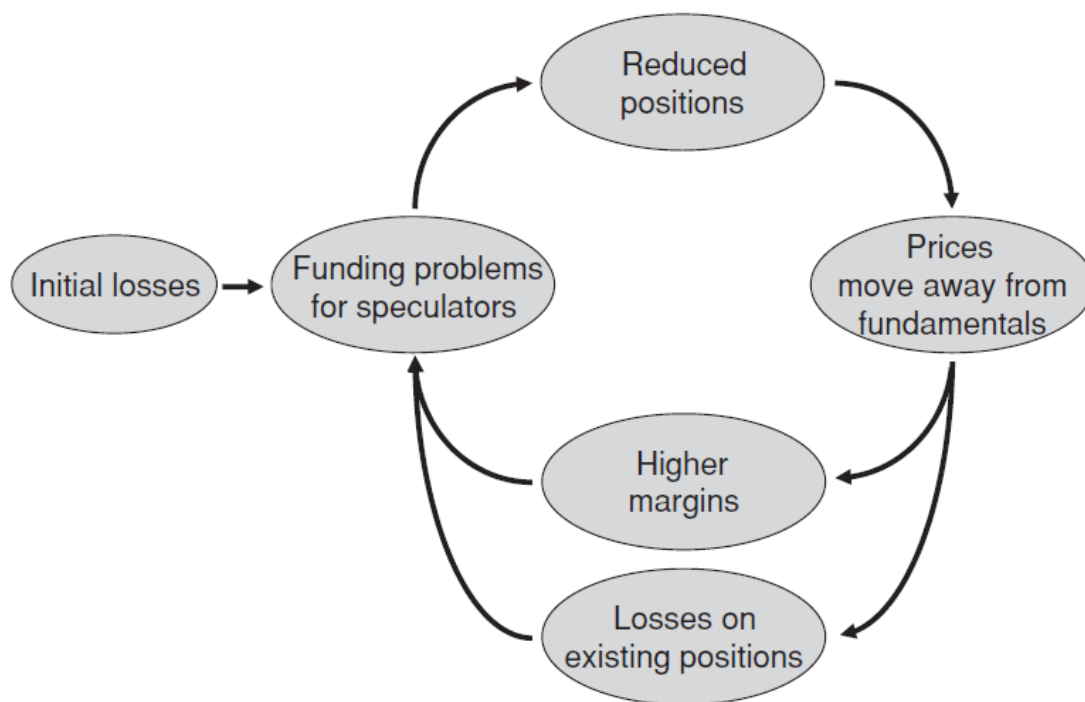 Reduced
positions
Initial losses
Funding problems
for speculators
Prices
move away from
fundamentals
Higher
margins
Losses on
existing positions